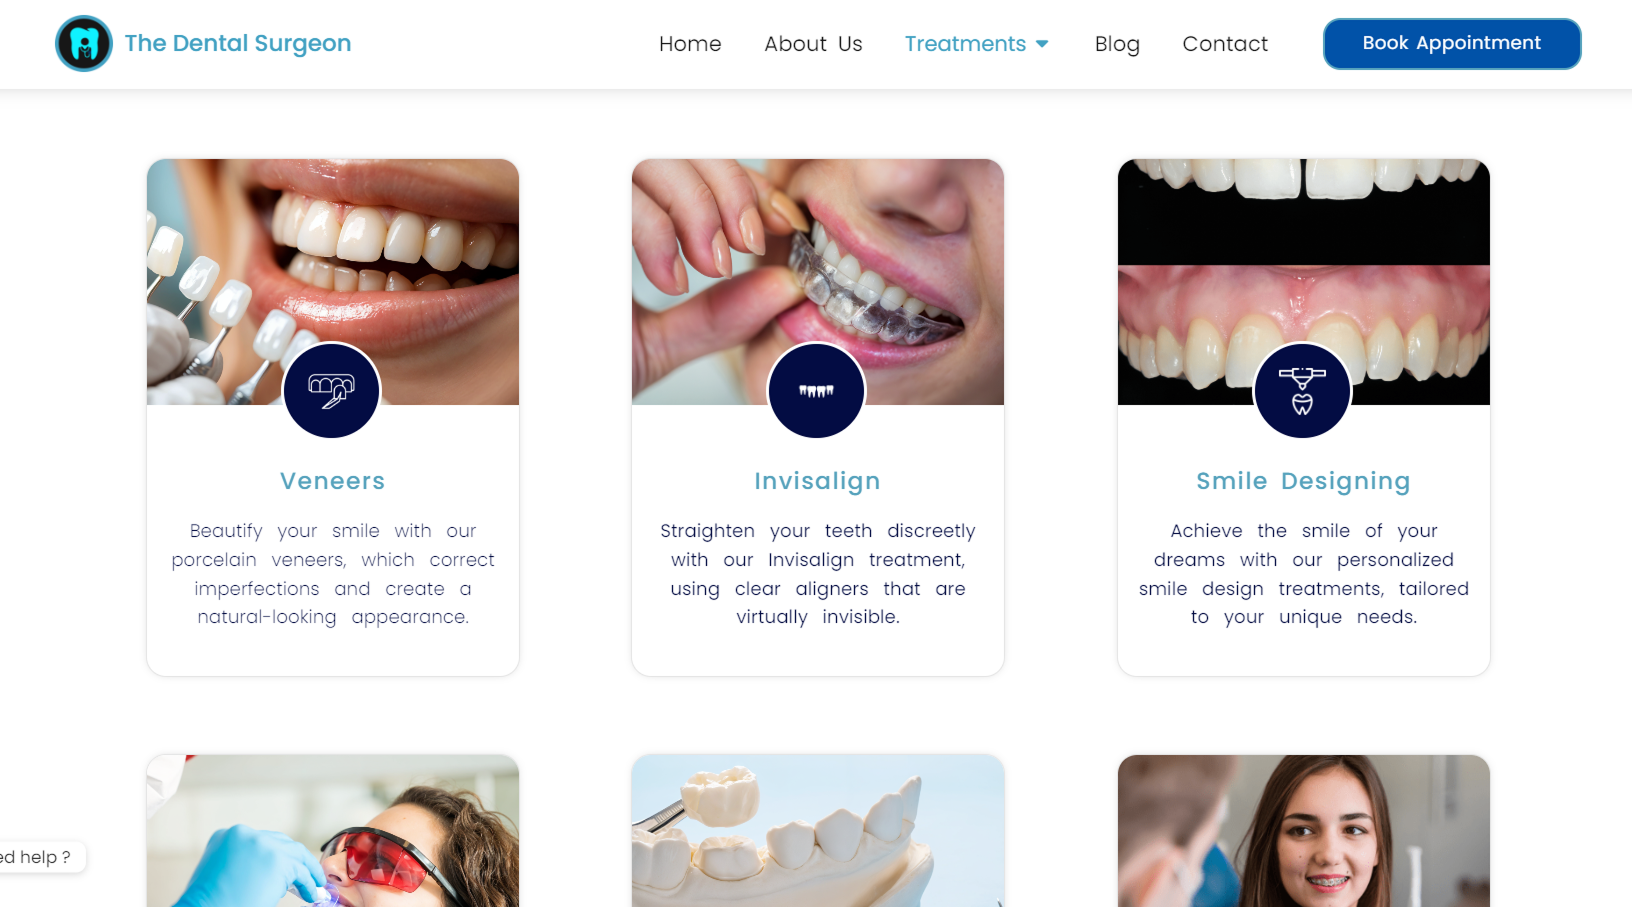 The Dental Surgeon
Home About Us Treatments Blog Contact Book Appointment
Veneers
Beautify your smile with our
porcelain veneers, which correct
imperfections and create a
natural-looking appearance.
Invisalign
Straighten your teeth discreetly
with our Invisalign treatment,
using clear aligners that are
virtually invisible.
Smile Designing
Achieve the smile of your
dreams with our personalized
smile design treatments, tailored
to your unique needs.
help ?